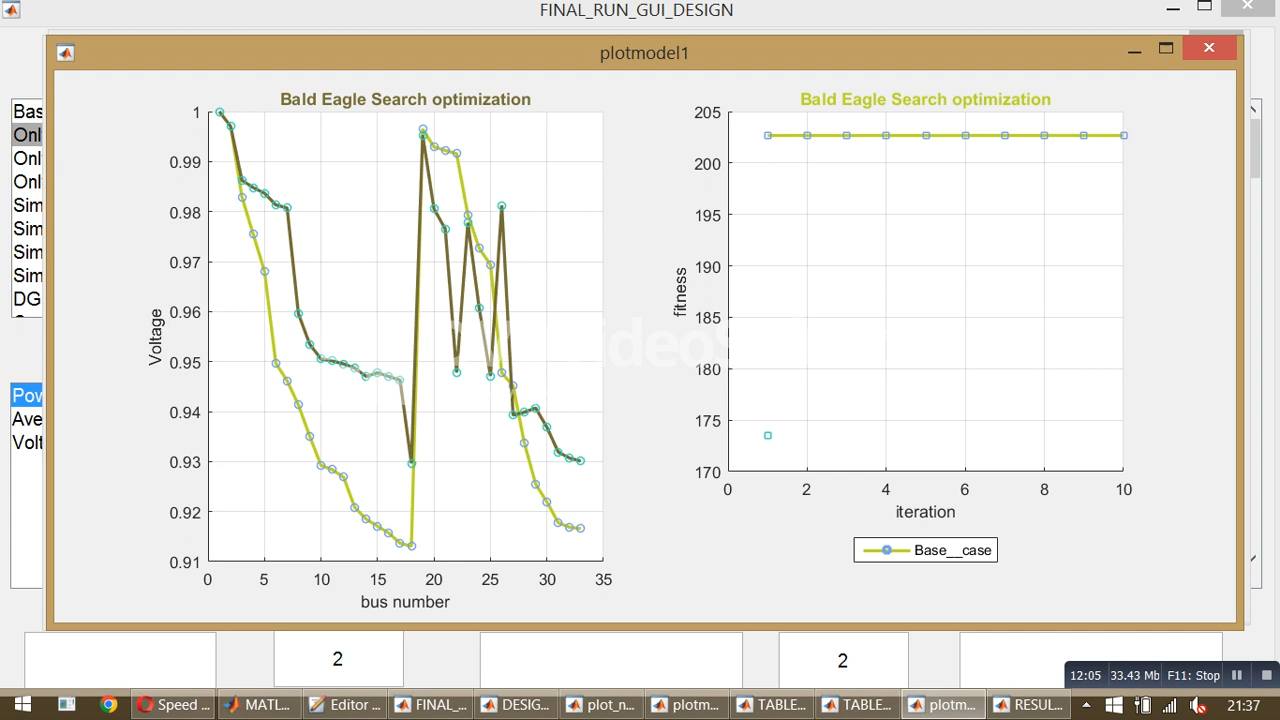 FINAL_RUN_GUI_DESIGN
plotmodel1
Bas
Onl
Onl
Onl
Sim
Sim
Sim
Sim
DG
Pov
Ave
Volt
Bald Eagle Search optimization
1
0.99
0.98
0.97
0.96
0.95
0.94
0.93
0.92
0.91
Voltage
0 5 10 15 20 25 30 35
bus number
Bald Eagle Search optimization
205
200
195
190
185
180
175
170
fitness
0 2 4 6 8 10
iteration
Base__case
2
2
12:05 33.43 Mb F11: Stop
Speed ... MATL... Editor ... FINAL_... DESIG... plot_n... plotm... TABLE... TABLE... plotm... RESUL... 21:37